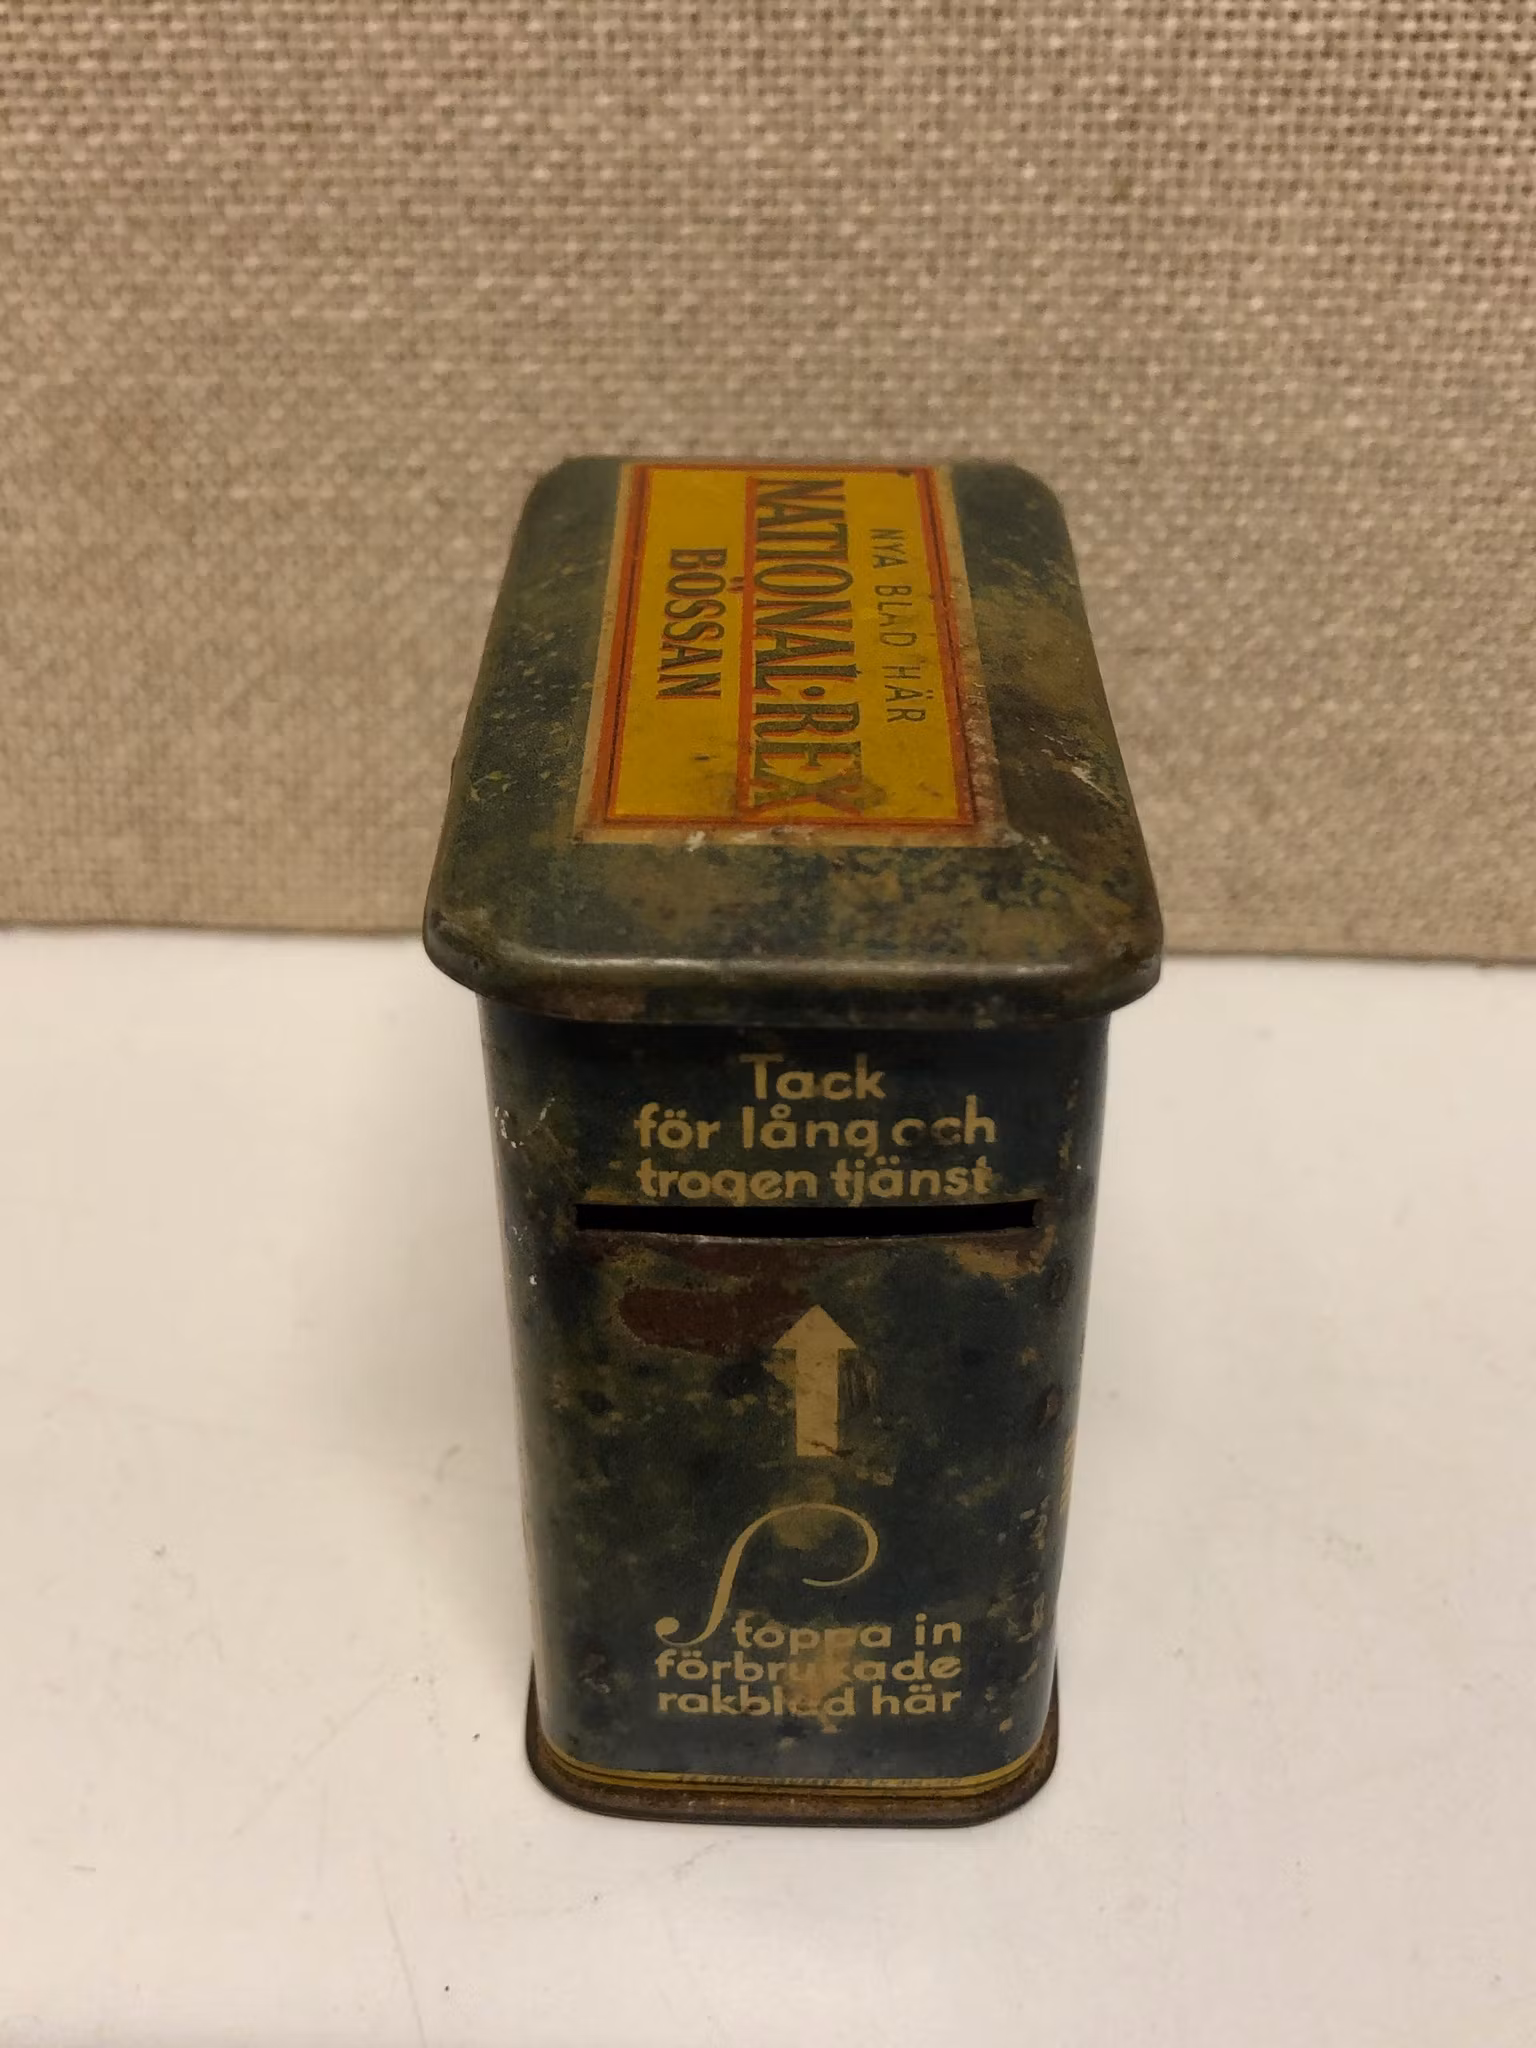 NYA BLAD HÄR
NATIONAL·REX
BÖSSAN
Tack
för lång och
trogen tjänst
Stoppa in
förbrukade
rakblad här